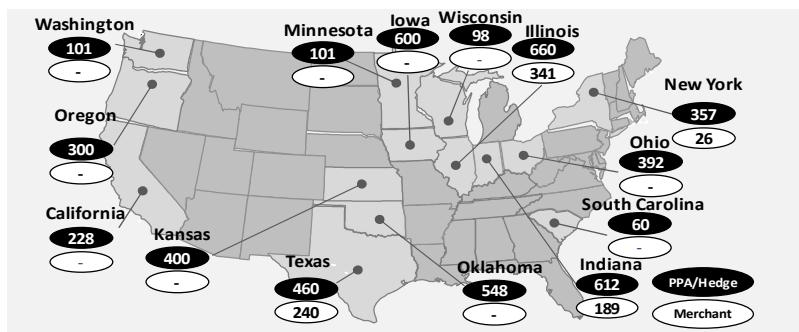 Washington
101
-
Minnesota
101
-
Iowa
600
-
Wisconsin
98
-
Illinois
660
341
New York
357
26
Oregon
300
-
Ohio
392
-
California
228
-
Kansas
400
-
Texas
460
240
Oklahoma
548
-
South Carolina
60
-
Indiana
612
189
PPA/Hedge
Merchant